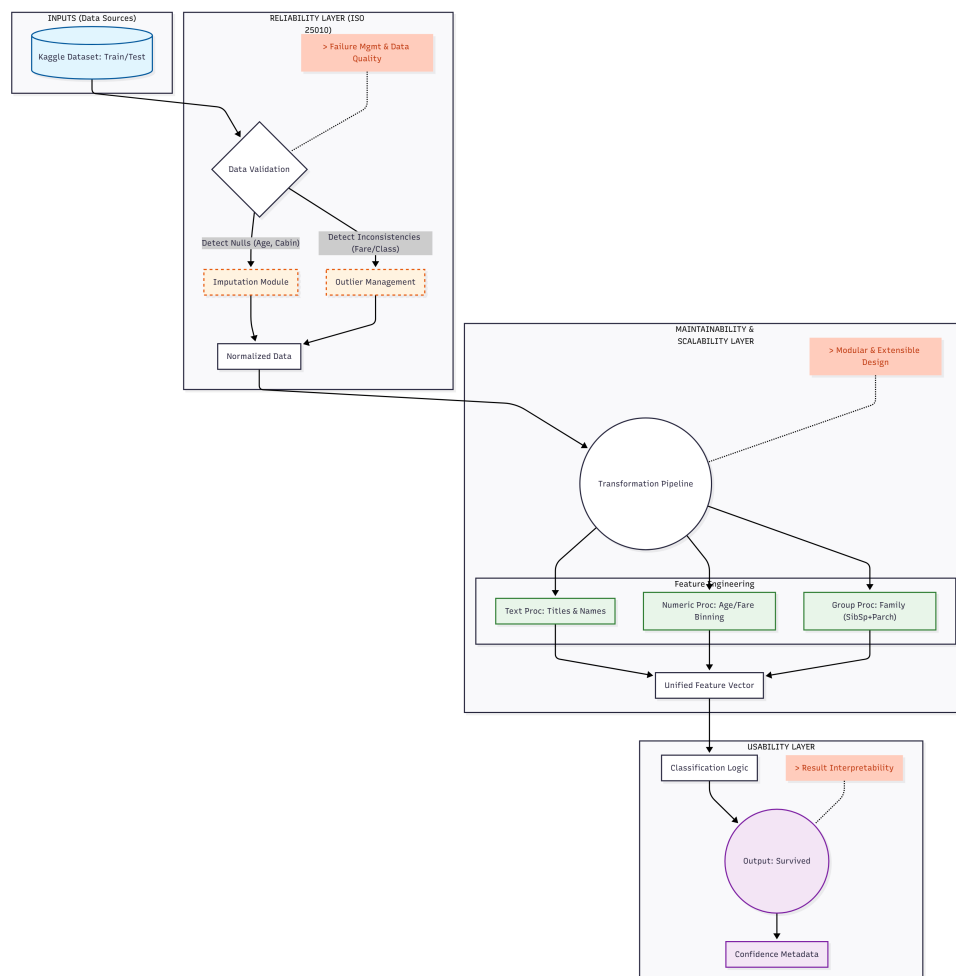 INPUTS (Data Sources)
Kaggle Dataset: Train/Test
RELIABILITY LAYER (ISO
25010)
> Failure Mgmt & Data
Quality
Data Validation
Detect Nulls (Age, Cabin)
Detect Inconsistencies
(Fare/Class)
Imputation Module
Outlier Management
Normalized Data
MAINTAINABILITY &
SCALABILITY LAYER
> Modular & Extensible
Design
Transformation Pipeline
Feature Engineering
Text Proc: Titles & Names
Numeric Proc: Age/Fare
Binning
Group Proc: Family
(SibSp+Parch)
Unified Feature Vector
USABILITY LAYER
Classification Logic
> Result Interpretability
Output: Survived
Confidence Metadata